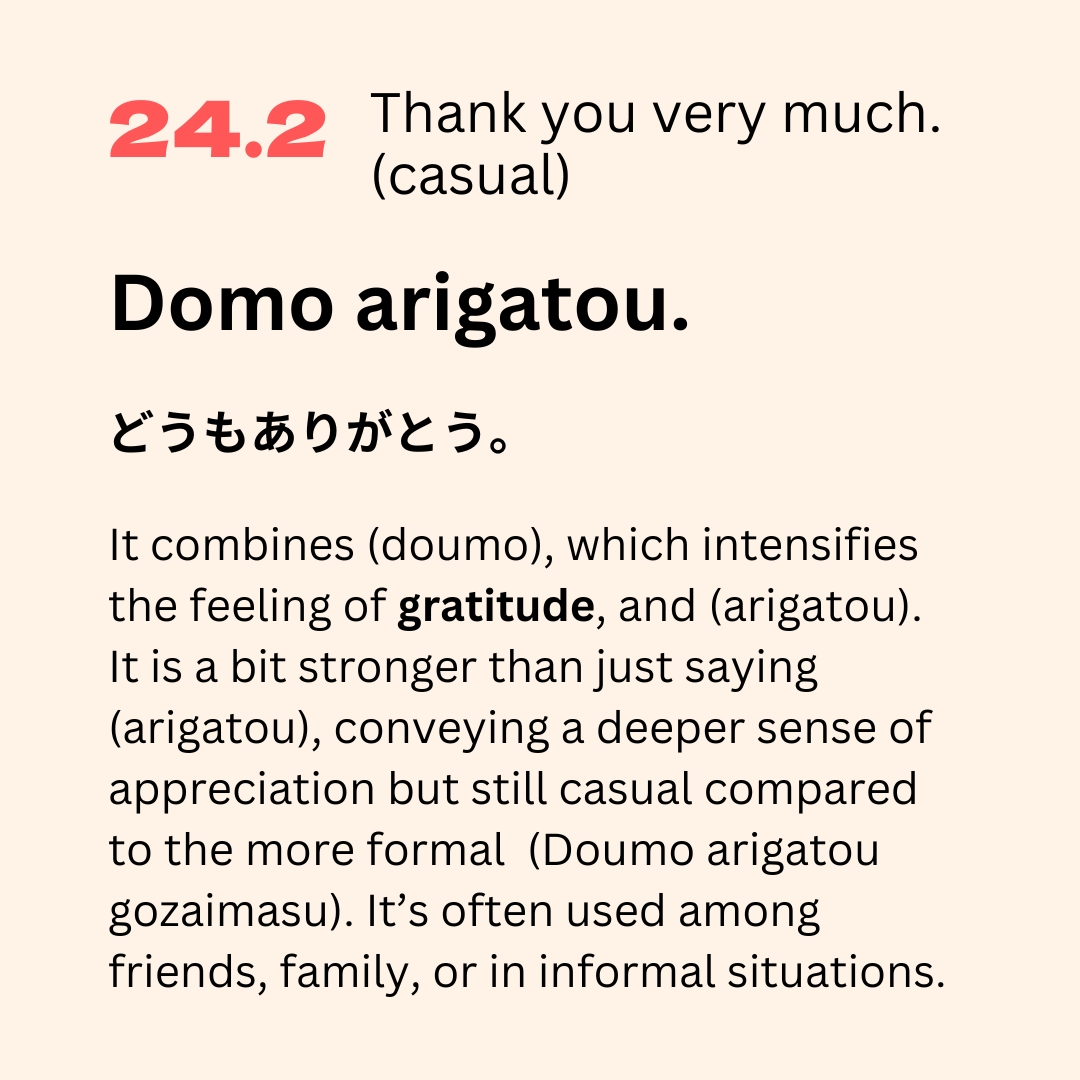 24.2 Thank you very much.
(casual)
Domo arigatou.
どうもありがとう。
It combines (doumo), which intensifies
the feeling of gratitude, and (arigatou).
It is a bit stronger than just saying
(arigatou), conveying a deeper sense of
appreciation but still casual compared
to the more formal  (Doumo arigatou
gozaimasu). It’s often used among
friends, family, or in informal situations.